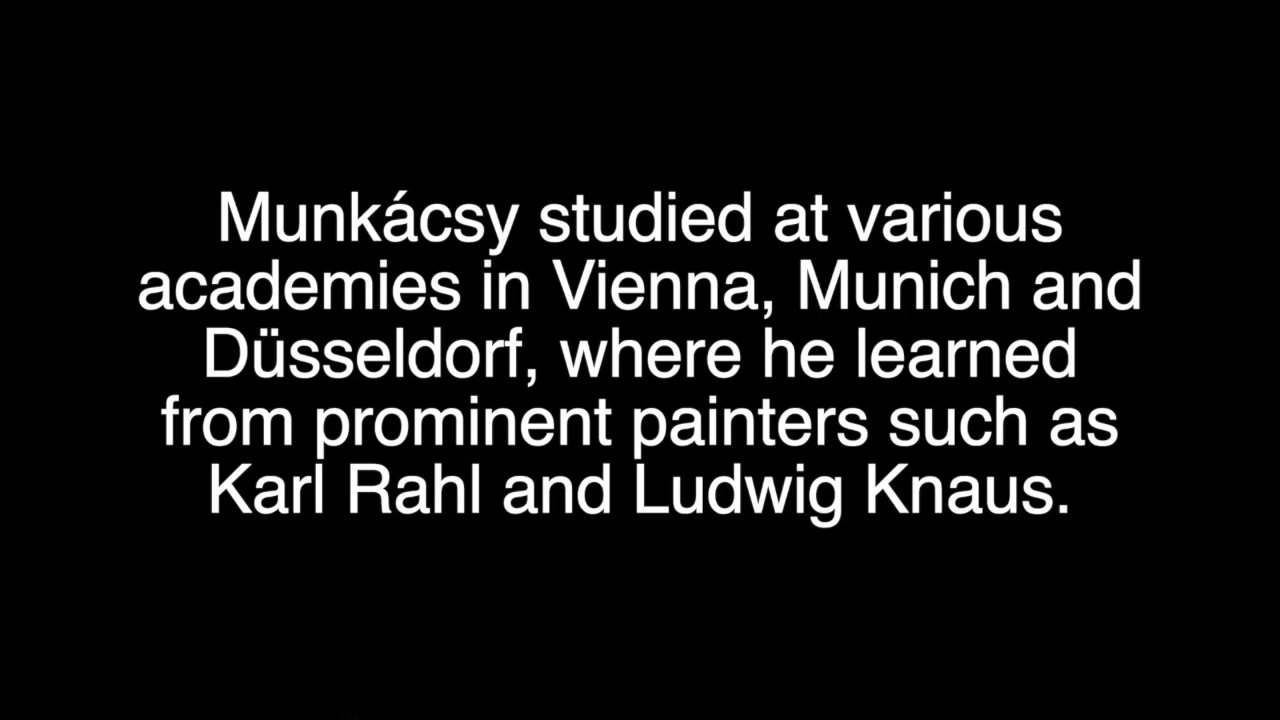 Munkácsy studied at various
academies in Vienna, Munich and
Düsseldorf, where he learned
from prominent painters such as
Karl Rahl and Ludwig Knaus.